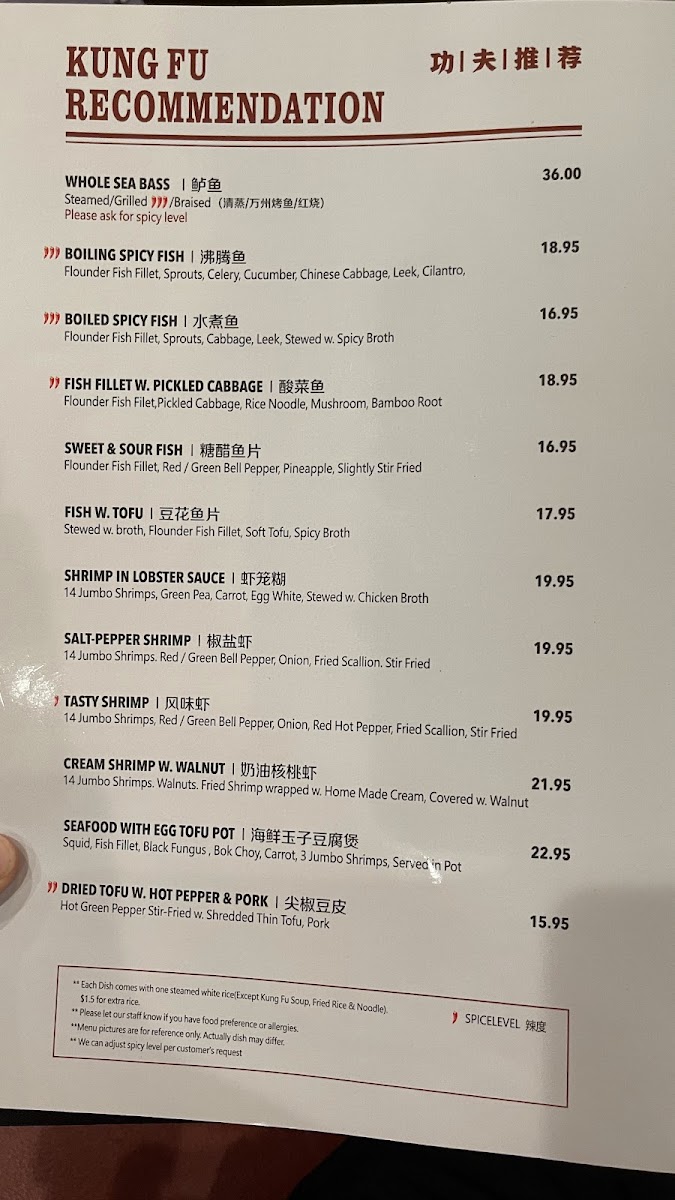 KUNG FU
RECOMMENDATION
功 | 夫 | 推 | 荐
WHOLE SEA BASS | 鲈鱼 36.00
Steamed/Grilled /Braised (清蒸/万州烤鱼/红烧)
Please ask for spicy level
BOILING SPICY FISH | 沸腾鱼 18.95
Flounder Fish Fillet, Sprouts, Celery, Cucumber, Chinese Cabbage, Leek, Cilantro,
BOILED SPICY FISH | 水煮鱼 16.95
Flounder Fish Fillet, Sprouts, Cabbage, Leek, Stewed w. Spicy Broth
FISH FILLET W. PICKLED CABBAGE | 酸菜鱼 18.95
Flounder Fish Filet,Pickled Cabbage, Rice Noodle, Mushroom, Bamboo Root
SWEET & SOUR FISH | 糖醋鱼片 16.95
Flounder Fish Fillet, Red / Green Bell Pepper, Pineapple, Slightly Stir Fried
FISH W. TOFU | 豆花鱼片 17.95
Stewed w. broth, Flounder Fish Fillet, Soft Tofu, Spicy Broth
SHRIMP IN LOBSTER SAUCE | 虾笼糊 19.95
14 Jumbo Shrimps, Green Pea, Carrot, Egg White, Stewed w. Chicken Broth
SALT-PEPPER SHRIMP | 椒盐虾 19.95
14 Jumbo Shrimps. Red / Green Bell Pepper, Onion, Fried Scallion. Stir Fried
TASTY SHRIMP | 风味虾 19.95
14 Jumbo Shrimps, Red / Green Bell Pepper, Onion, Red Hot Pepper, Fried Scallion, Stir Fried
CREAM SHRIMP W. WALNUT | 奶油核桃虾 21.95
14 Jumbo Shrimps. Walnuts. Fried Shrimp wrapped w. Home Made Cream, Covered w. Walnut
SEAFOOD WITH EGG TOFU POT | 海鲜玉子豆腐煲 22.95
Squid, Fish Fillet, Black Fungus , Bok Choy, Carrot, 3 Jumbo Shrimps, Served in Pot
DRIED TOFU W. HOT PEPPER & PORK | 尖椒豆皮 15.95
Hot Green Pepper Stir-Fried w. Shredded Thin Tofu, Pork
** Each Dish comes with one steamed white rice(Except Kung Fu Soup, Fried Rice & Noodle).
$1.5 for extra rice.
** Please let our staff know if you have food preference or allergies.
**Menu pictures are for reference only. Actually dish may differ.
** We can adjust spicy level per customer's request
SPICELEVEL 辣度